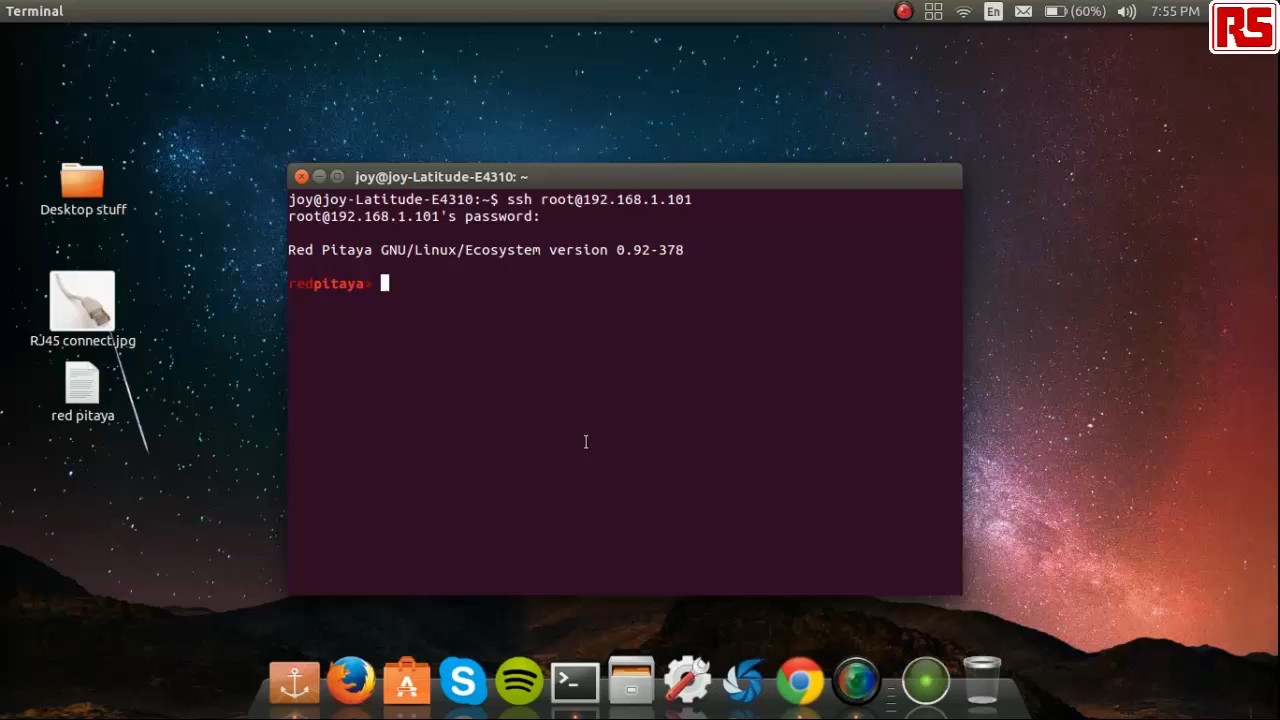 Terminal
En
(60%)
7:55 PM
RS
joy@joy-Latitude-E4310: ~
joy@joy-Latitude-E4310:~$ ssh root@192.168.1.101
root@192.168.1.101's password:
Red Pitaya GNU/Linux/Ecosystem version 0.92-378
redpitaya>
Desktop stuff
RJ45 connect.jpg
red pitaya